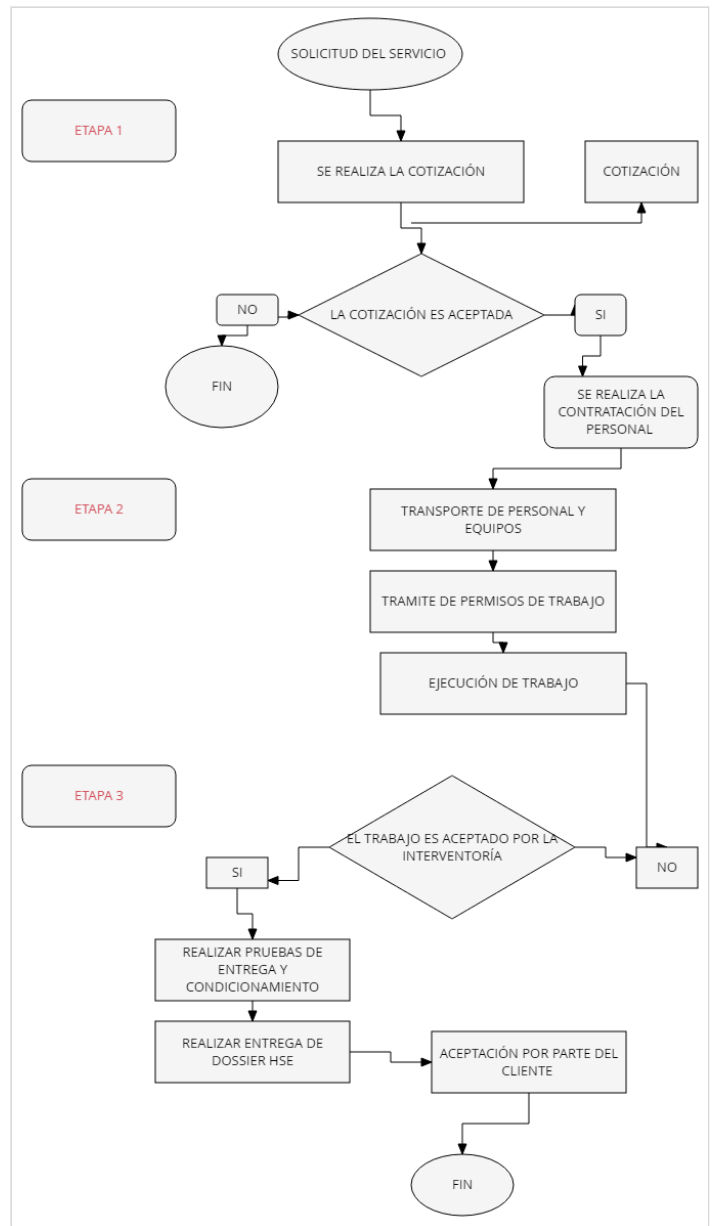 SOLICITUD DEL SERVICIO
ETAPA 1
SE REALIZA LA COTIZACIÓN
COTIZACIÓN
NO
LA COTIZACIÓN ES ACEPTADA
SI
FIN
SE REALIZA LA
CONTRATACIÓN DEL
PERSONAL
ETAPA 2
TRANSPORTE DE PERSONAL Y
EQUIPOS
TRAMITE DE PERMISOS DE TRABAJO
EJECUCIÓN DE TRABAJO
ETAPA 3
EL TRABAJO ES ACEPTADO POR LA
INTERVENTORÍA
SI
NO
REALIZAR PRUEBAS DE
ENTREGA Y
CONDICIONAMIENTO
REALIZAR ENTREGA DE
DOSSIER HSE
ACEPTACIÓN POR PARTE DEL
CLIENTE
FIN